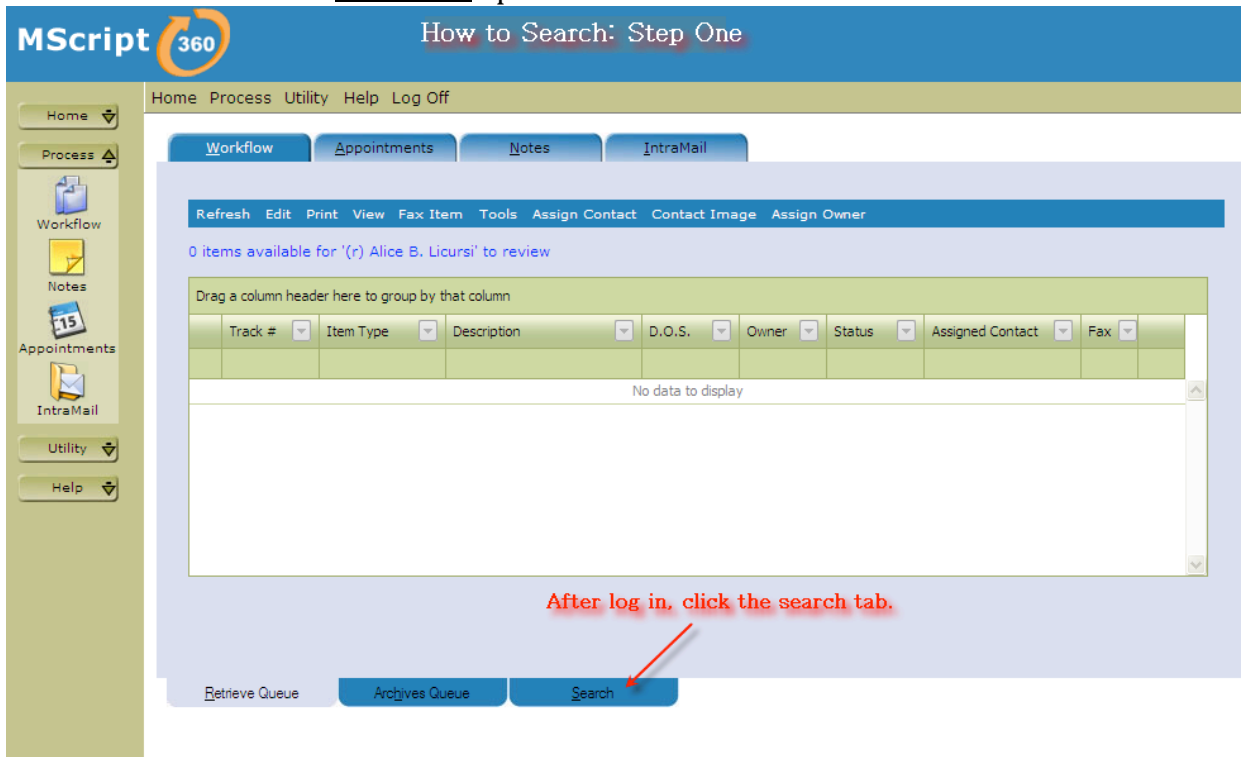 MScript 360
How to Search: Step One
Home Process Utility Help Log Off
Home
Process
Workflow
Notes
15
Appointments
IntraMail
Utility
Help
Workflow Appointments Notes IntraMail
Refresh Edit Print View Fax Item Tools Assign Contact Contact Image Assign Owner
0 items available for '(r) Alice B. Licursi' to review
Drag a column header here to group by that column
Track # Item Type Description D.O.S. Owner Status Assigned Contact Fax
No data to display
After log in, click the search tab.
Retrieve Queue Archives Queue Search